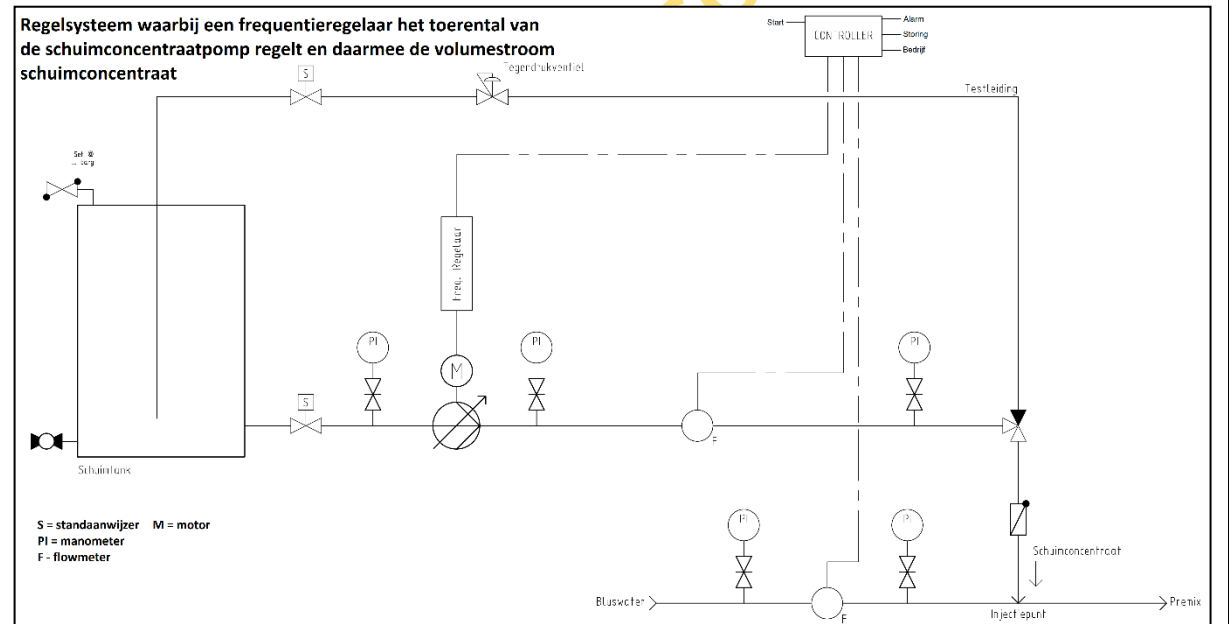 Regelsysteem waarbij een frequentieregelaar het toerental van
de schuimconcentraatpomp regelt en daarmee de volumestroom
schuimconcentraat
Start
CONTROLLER
Alarm
Storing
Bedrijf
S
Tegendrukventiel
Testleiding
Set @
Freq. Regelaar
PI
PI
PI
M
S
F
Schuimtank
S = standaanwijzer M = motor
PI = manometer
F - flowmeter
PI
PI
Schuimconcentraat
Bluswater
F
Injectiepunt
Premix